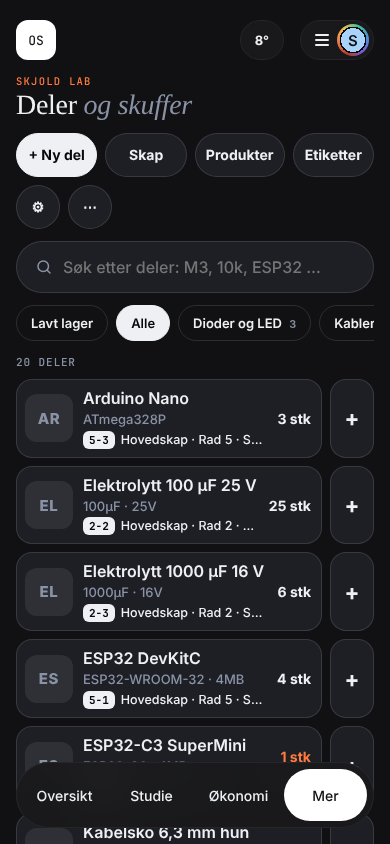 OS
8°
S
SKJOLD LAB
Deler og skuffer
+ Ny del
Skap
Produkter
Etiketter
...
Søk etter deler: M3, 10k, ESP32 ...
Lavt lager
Alle
Dioder og LED 3
Kabler
20 DELER
AR
Arduino Nano
ATmega328P
5-3 Hovedskap · Rad 5 · S...
3 stk
+
EL
Elektrolytt 100 µF 25 V
100µF · 25V
2-2 Hovedskap · Rad 2 · ...
25 stk
+
EL
Elektrolytt 1000 µF 16 V
1000µF · 16V
2-3 Hovedskap · Rad 2 · S...
6 stk
+
ES
ESP32 DevKitC
ESP32-WROOM-32 · 4MB
5-1 Hovedskap · Rad 5 · S...
4 stk
+
ES
ESP32-C3 SuperMini
1 stk
Oversikt
Studie
Økonomi
Mer
Kabelsko 6,3 mm hun